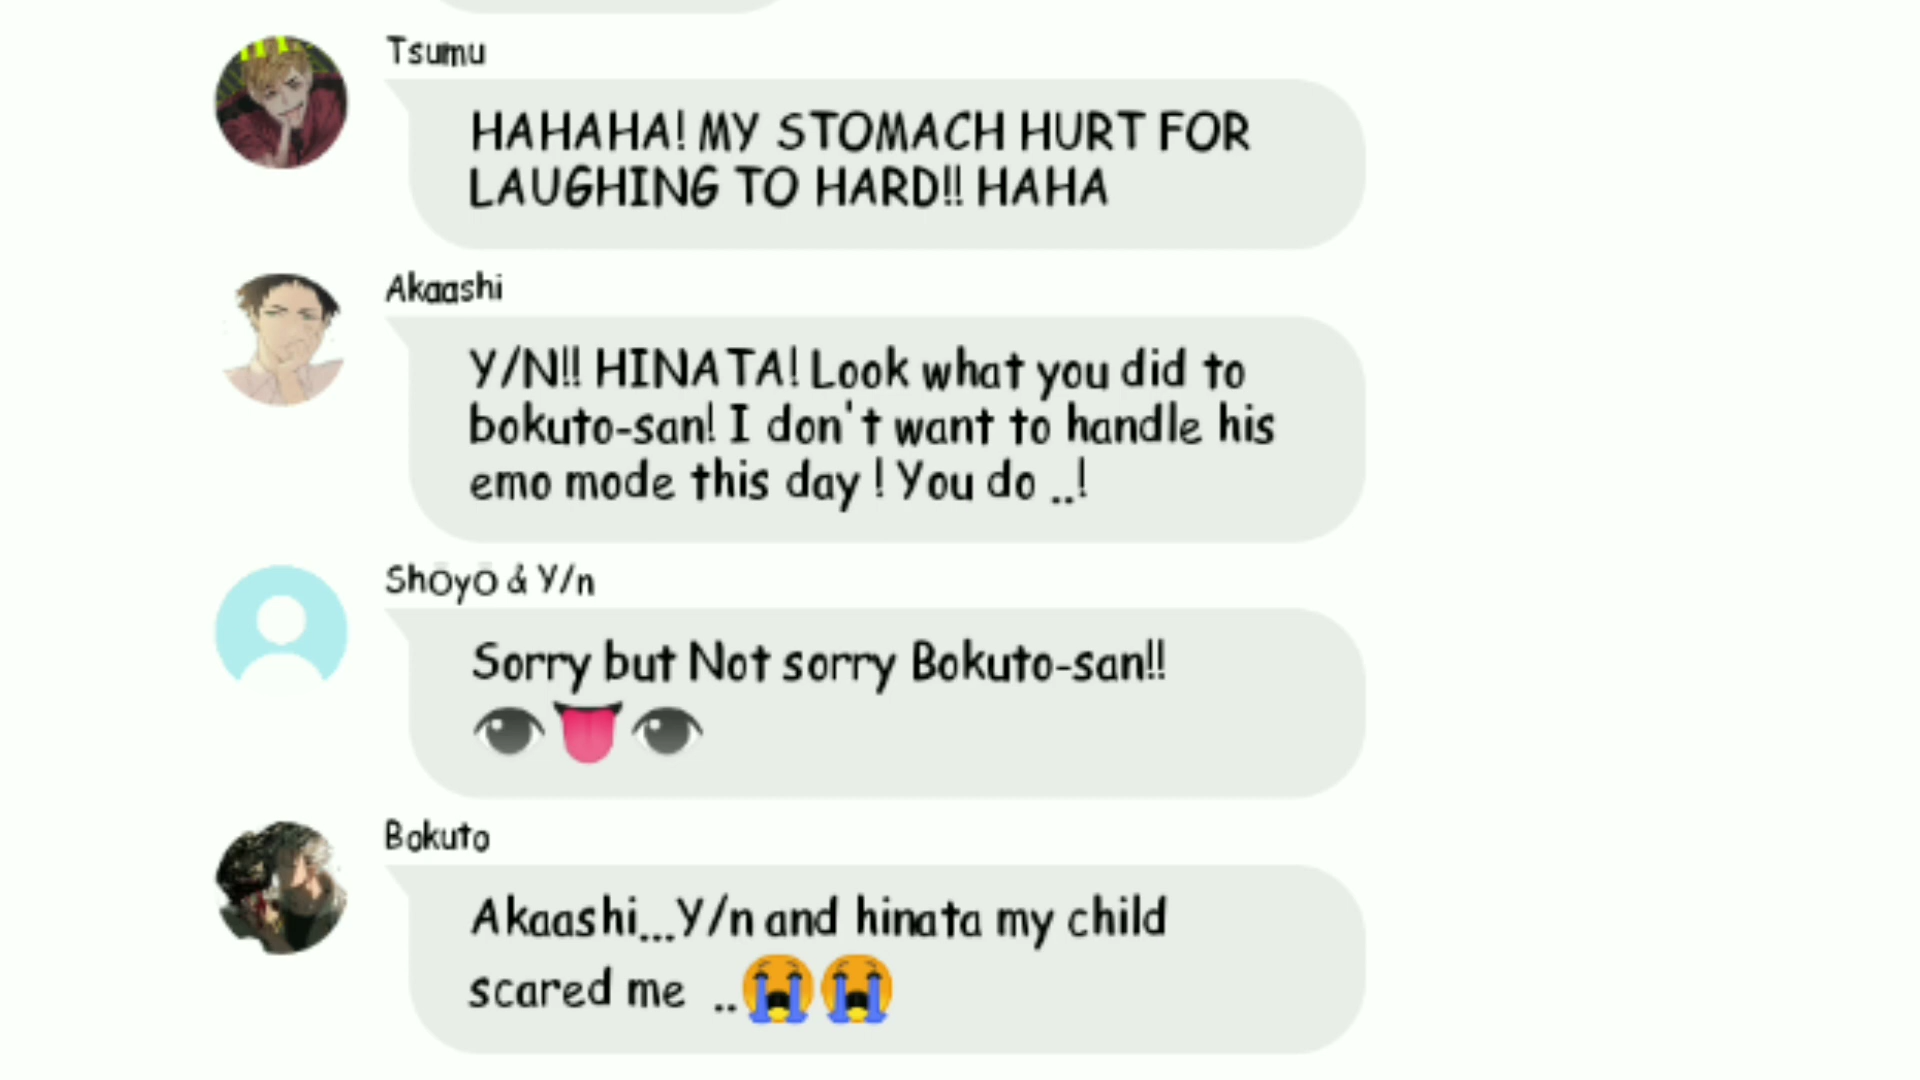 Tsumu
HAHAHA! MY STOMACH HURT FOR
LAUGHING TO HARD!! HAHA
Akaashi
Y/N!! HINATA! Look what you did to
bokuto-san! I don't want to handle his
emo mode this day ! You do ..!
Shōyō & Y/n
Sorry but Not sorry Bokuto-san!!
👁👅👁
Bokuto
Akaashi...Y/n and hinata my child
scared me ..😭😭